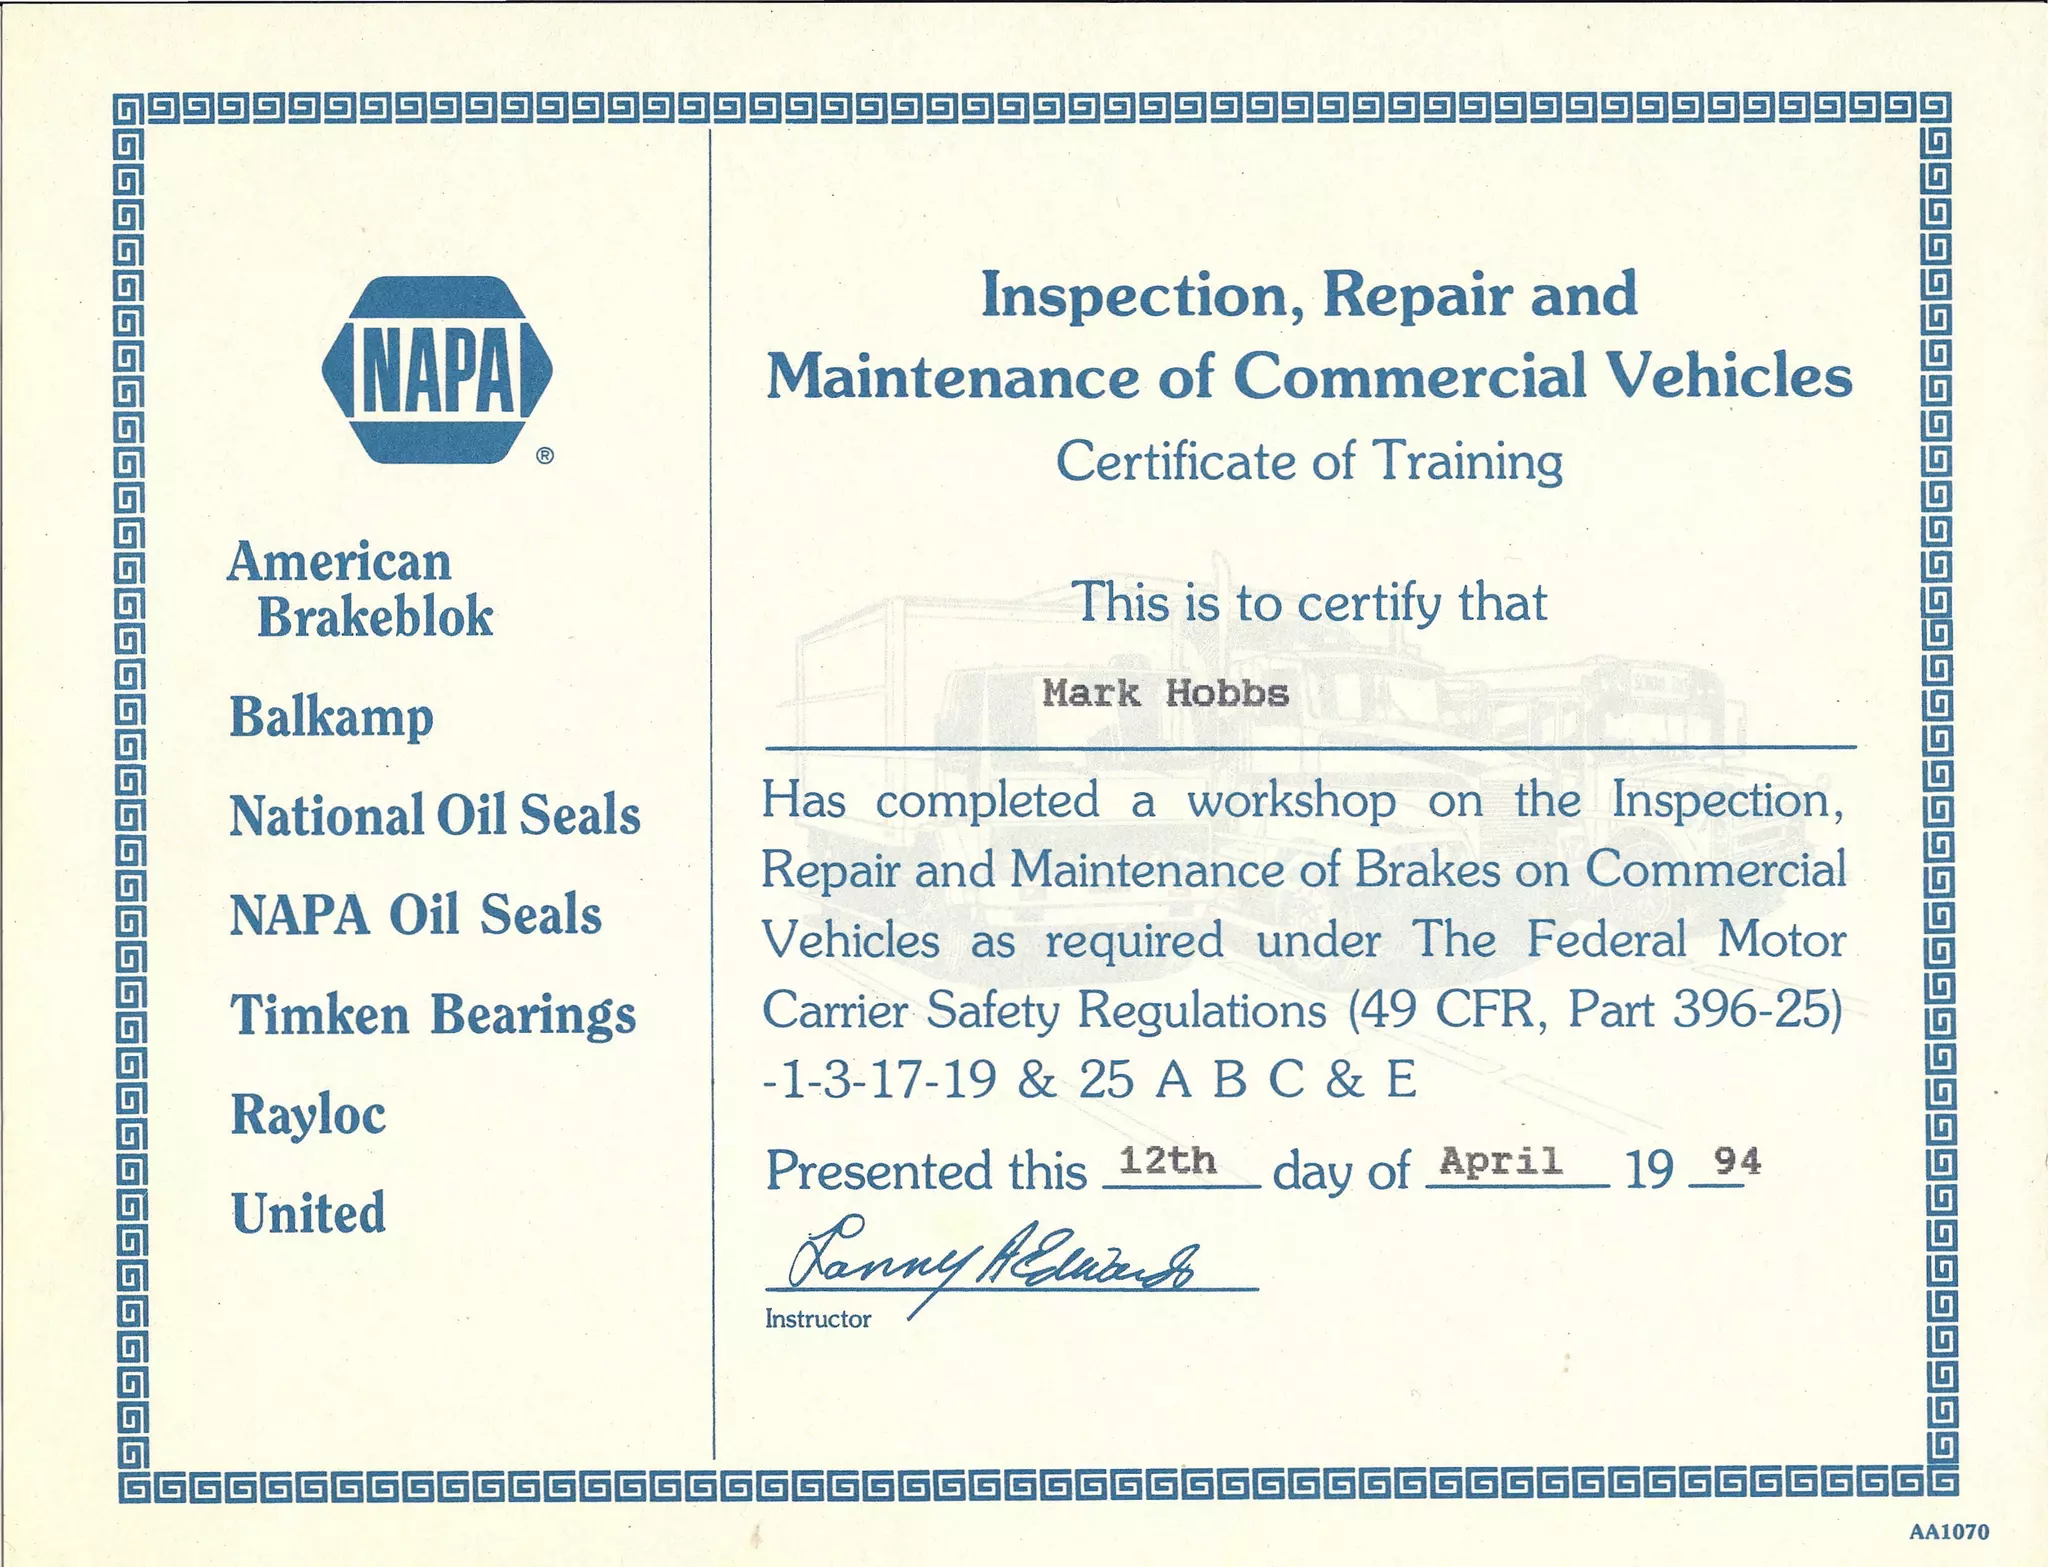 NAPA
®
American
Brakeblok
Balkamp
National Oil Seals
NAPA Oil Seals
Timken Bearings
Rayloc
United
Inspection, Repair and
Maintenance of Commercial Vehicles
Certificate of Training
This is to certify that
Mark Hobbs
Has completed a workshop on the Inspection,
Repair and Maintenance of Brakes on Commercial
Vehicles as required under The Federal Motor
Carrier Safety Regulations (49 CFR, Part 396-25)
-1-3-17-19 & 25 A B C & E
Presented this 12th day of April 19 94
Lanny A Edwards
Instructor
AA1070